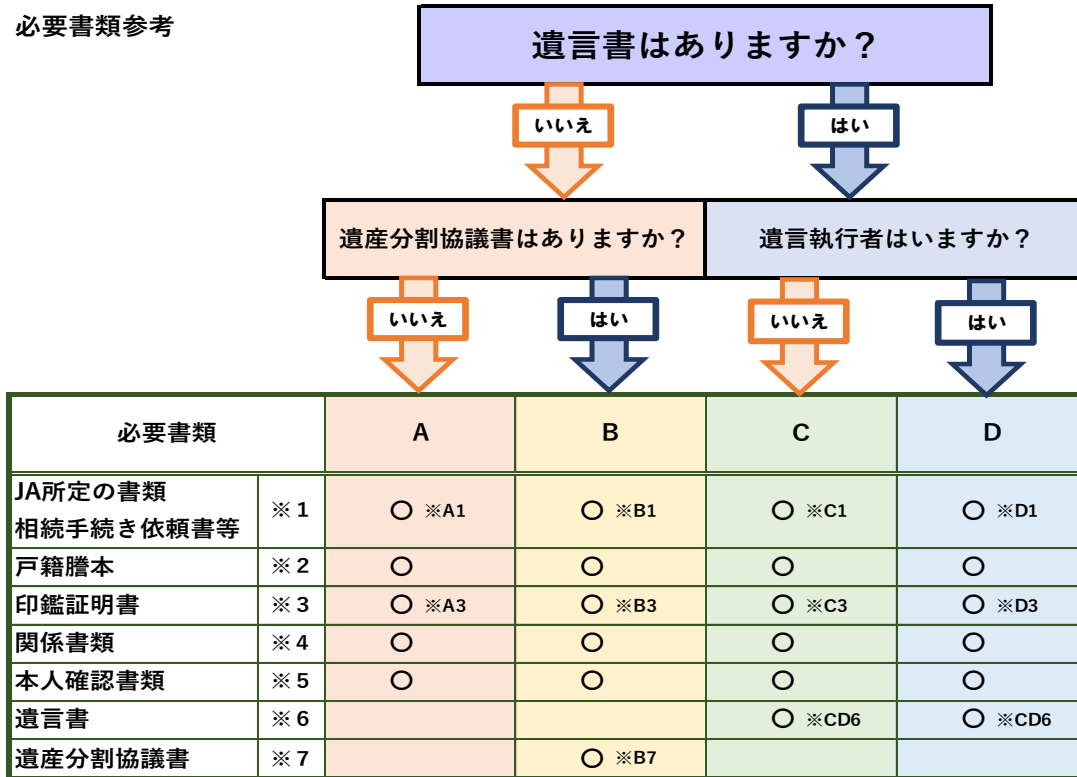 必要書類参考
遺言書はありますか？
いいえ
はい
遺産分割協議書はありますか？
遺言執行者はいますか？
いいえ
はい
いいえ
はい
必要書類 A B C D
JA所定の書類
相続手続き依頼書等 ※1 〇 ※A1 〇 ※B1 〇 ※C1 〇 ※D1
戸籍謄本 ※2 〇 〇 〇 〇
印鑑証明書 ※3 〇 ※A3 〇 ※B3 〇 ※C3 〇 ※D3
関係書類 ※4 〇 〇 〇 〇
本人確認書類 ※5 〇 〇 〇 〇
遺言書 ※6 〇 ※CD6 〇 ※CD6
遺産分割協議書 ※7 〇 ※B7